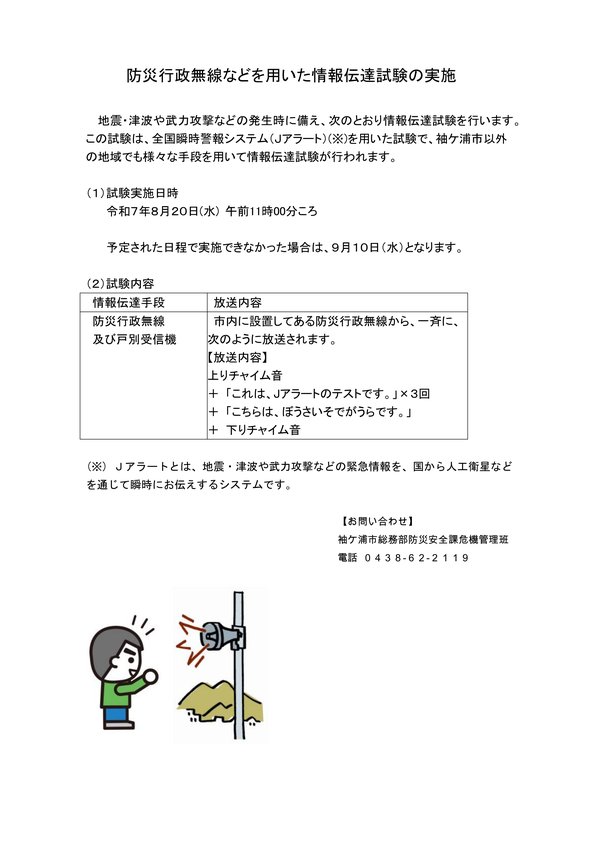 防災行政無線などを用いた情報伝達試験の実施
地震・津波や武力攻撃などの発生時に備え、次のとおり情報伝達試験を行います。
この試験は、全国瞬時警報システム（Ｊアラート）（※）を用いた試験で、袖ケ浦市以外
の地域でも様々な手段を用いて情報伝達試験が行われます。
（１）試験実施日時
令和７年８月２０日（水） 午前11時00分ころ
予定された日程で実施できなかった場合は、９月１０日（水）となります。
（２）試験内容
情報伝達手段 放送内容
防災行政無線 市内に設置してある防災行政無線から、一斉に、
及び戸別受信機 次のように放送されます。
【放送内容】
上りチャイム音
＋ 「これは、Jアラートのテストです。」×３回
＋ 「こちらは、ぼうさいそでがうらです。」
＋ 下りチャイム音
（※） Ｊアラートとは、地震・津波や武力攻撃などの緊急情報を、国から人工衛星など
を通じて瞬時にお伝えするシステムです。
【お問い合わせ】
袖ケ浦市総務部防災安全課危機管理班
電話 ０４３８-６２-２１１９